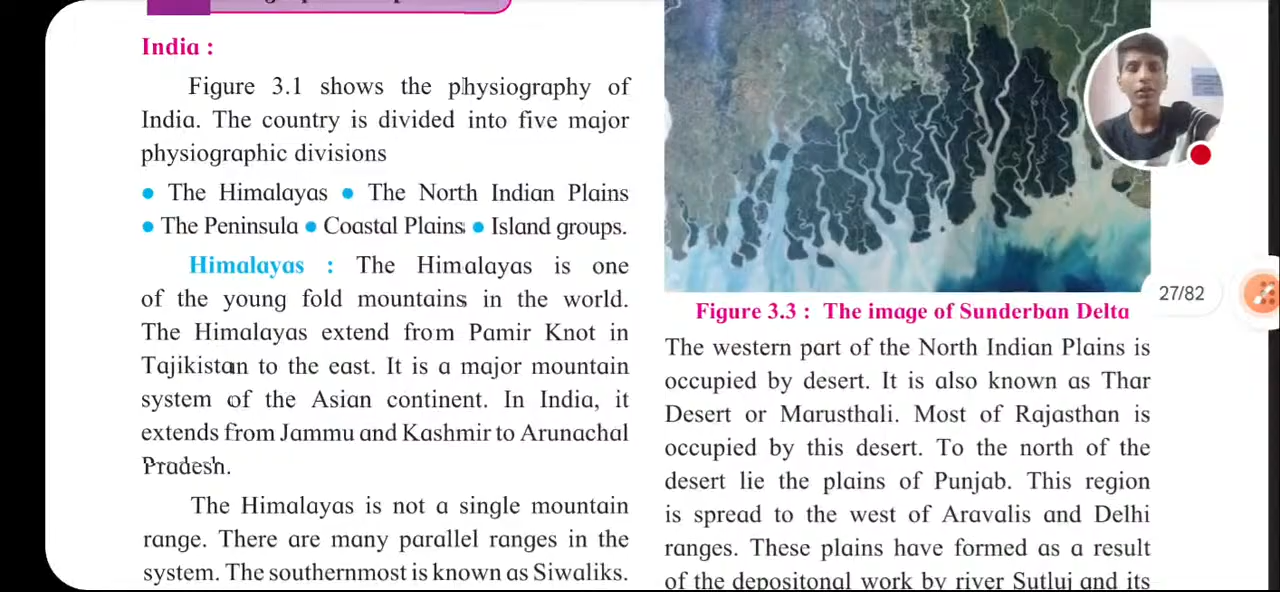 India :
Figure 3.1 shows the physiography of
India. The country is divided into five major
physiographic divisions
● The Himalayas ● The North Indian Plains
● The Peninsula ● Coastal Plains ● Island groups.
Himalayas : The Himalayas is one
of the young fold mountains in the world.
The Himalayas extend from Pamir Knot in
Tajikistan to the east. It is a major mountain
system of the Asian continent. In India, it
extends from Jammu and Kashmir to Arunachal
Pradesh.
The Himalayas is not a single mountain
range. There are many parallel ranges in the
system. The southernmost is known as Siwaliks.
Figure 3.3 : The image of Sunderban Delta
The western part of the North Indian Plains is
occupied by desert. It is also known as Thar
Desert or Marusthali. Most of Rajasthan is
occupied by this desert. To the north of the
desert lie the plains of Punjab. This region
is spread to the west of Aravalis and Delhi
ranges. These plains have formed as a result
of the depositonal work by river Sutluj and its
27/82